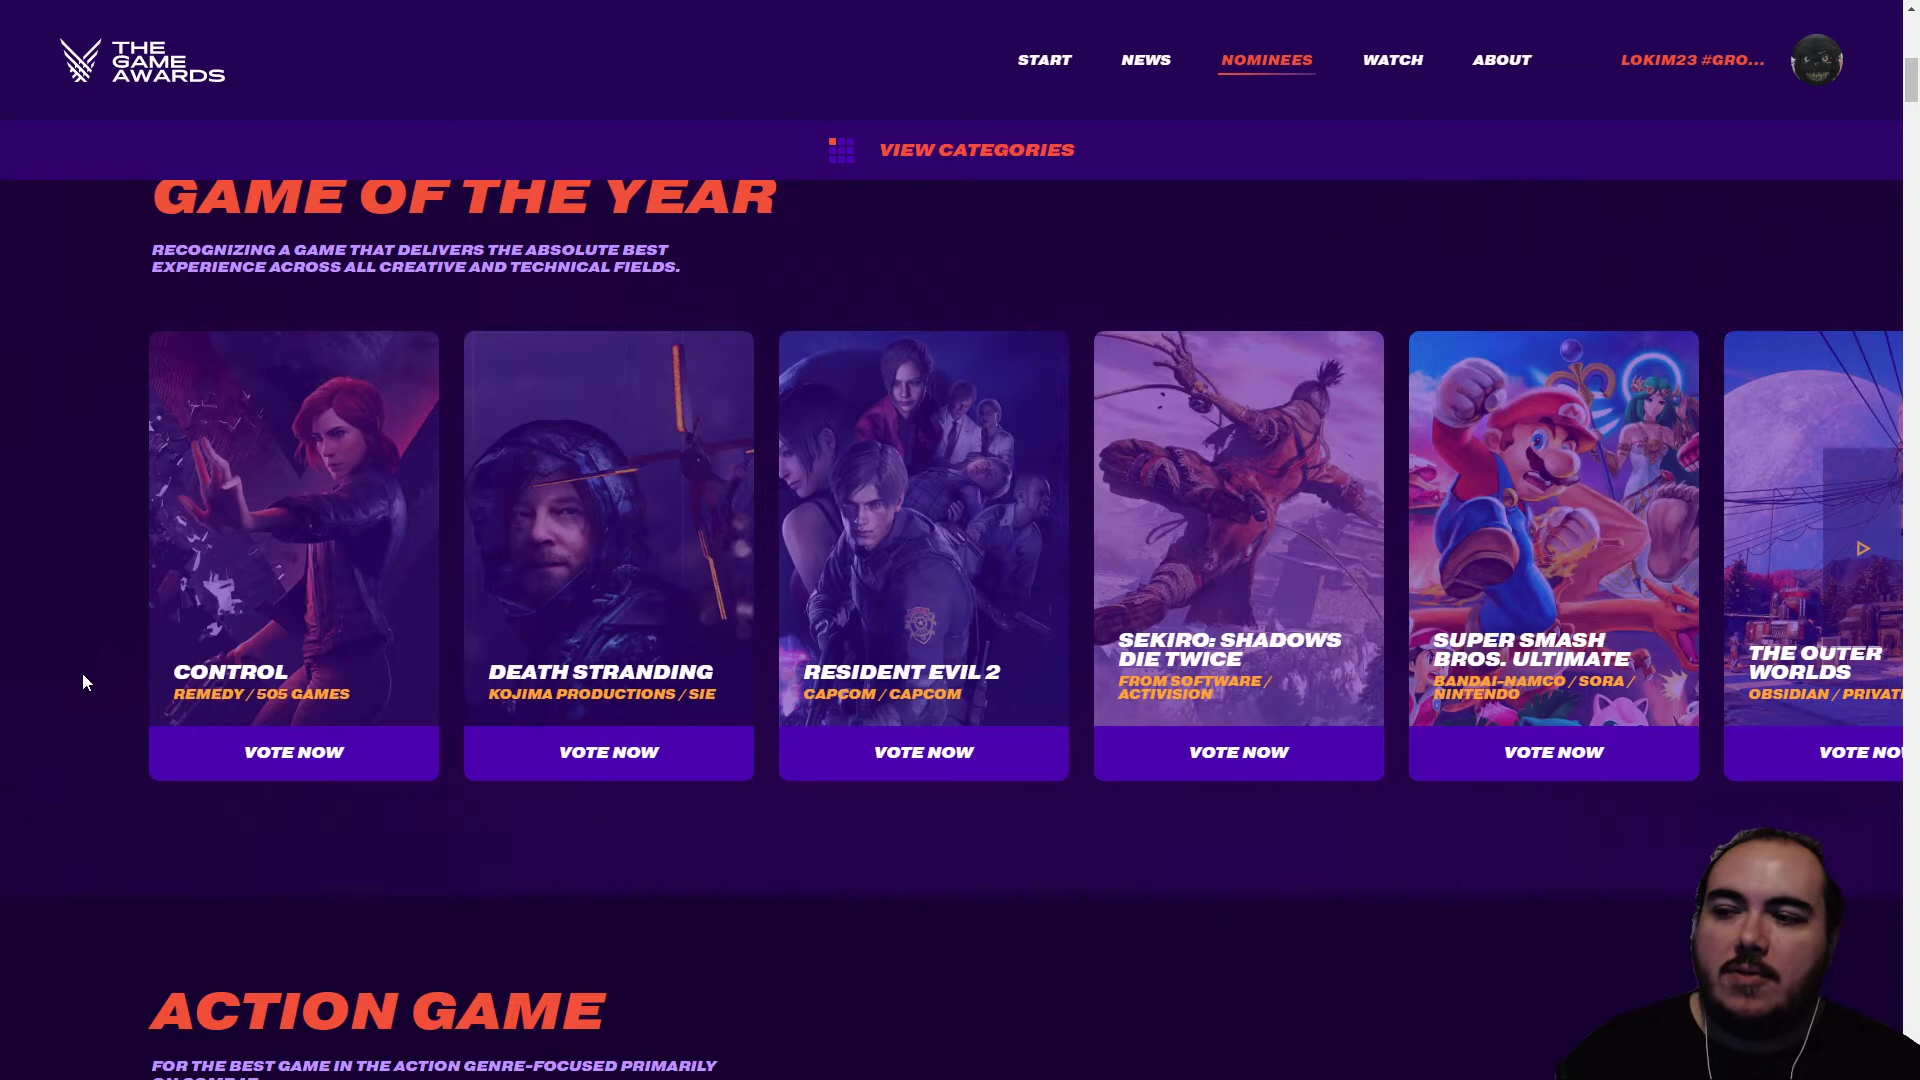 THE
GAME
AWARDS
START
NEWS
NOMINEES
WATCH
ABOUT
LOKIM23 #GRO...
VIEW CATEGORIES
GAME OF THE YEAR
RECOGNIZING A GAME THAT DELIVERS THE ABSOLUTE BEST
EXPERIENCE ACROSS ALL CREATIVE AND TECHNICAL FIELDS.
CONTROL
REMEDY / 505 GAMES
VOTE NOW
DEATH STRANDING
KOJIMA PRODUCTIONS / SIE
VOTE NOW
RESIDENT EVIL 2
CAPCOM / CAPCOM
VOTE NOW
SEKIRO: SHADOWS
DIE TWICE
FROM SOFTWARE /
ACTIVISION
VOTE NOW
SUPER SMASH
BROS. ULTIMATE
BANDAI-NAMCO / SORA /
NINTENDO
VOTE NOW
THE OUTER
WORLDS
OBSIDIAN /
VOTE
ACTION GAME
FOR THE BEST GAME IN THE ACTION GENRE-FOCUSED PRIMARILY